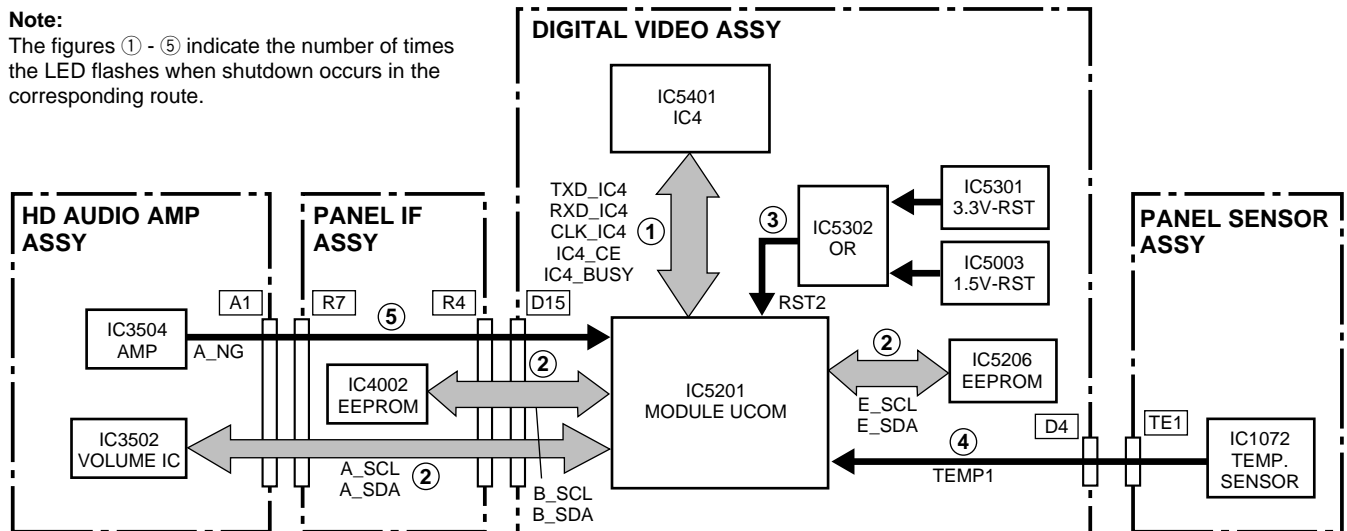 Note:
The figures ① - ⑤ indicate the number of times
the LED flashes when shutdown occurs in the
corresponding route.
DIGITAL VIDEO ASSY
IC5401
IC4
TXD_IC4
RXD_IC4
CLK_IC4
IC4_CE
IC4_BUSY
①
③
IC5302
OR
IC5301
3.3V-RST
IC5003
1.5V-RST
RST2
HD AUDIO AMP
ASSY
PANEL IF
ASSY
PANEL SENSOR
ASSY
A1
R7
R4
D15
⑤
IC3504
AMP
A_NG
②
IC4002
EEPROM
IC5201
MODULE UCOM
②
IC5206
EEPROM
E_SCL
E_SDA
IC3502
VOLUME IC
A_SCL
A_SDA
②
B_SCL
B_SDA
④
TEMP1
D4
TE1
IC1072
TEMP.
SENSOR